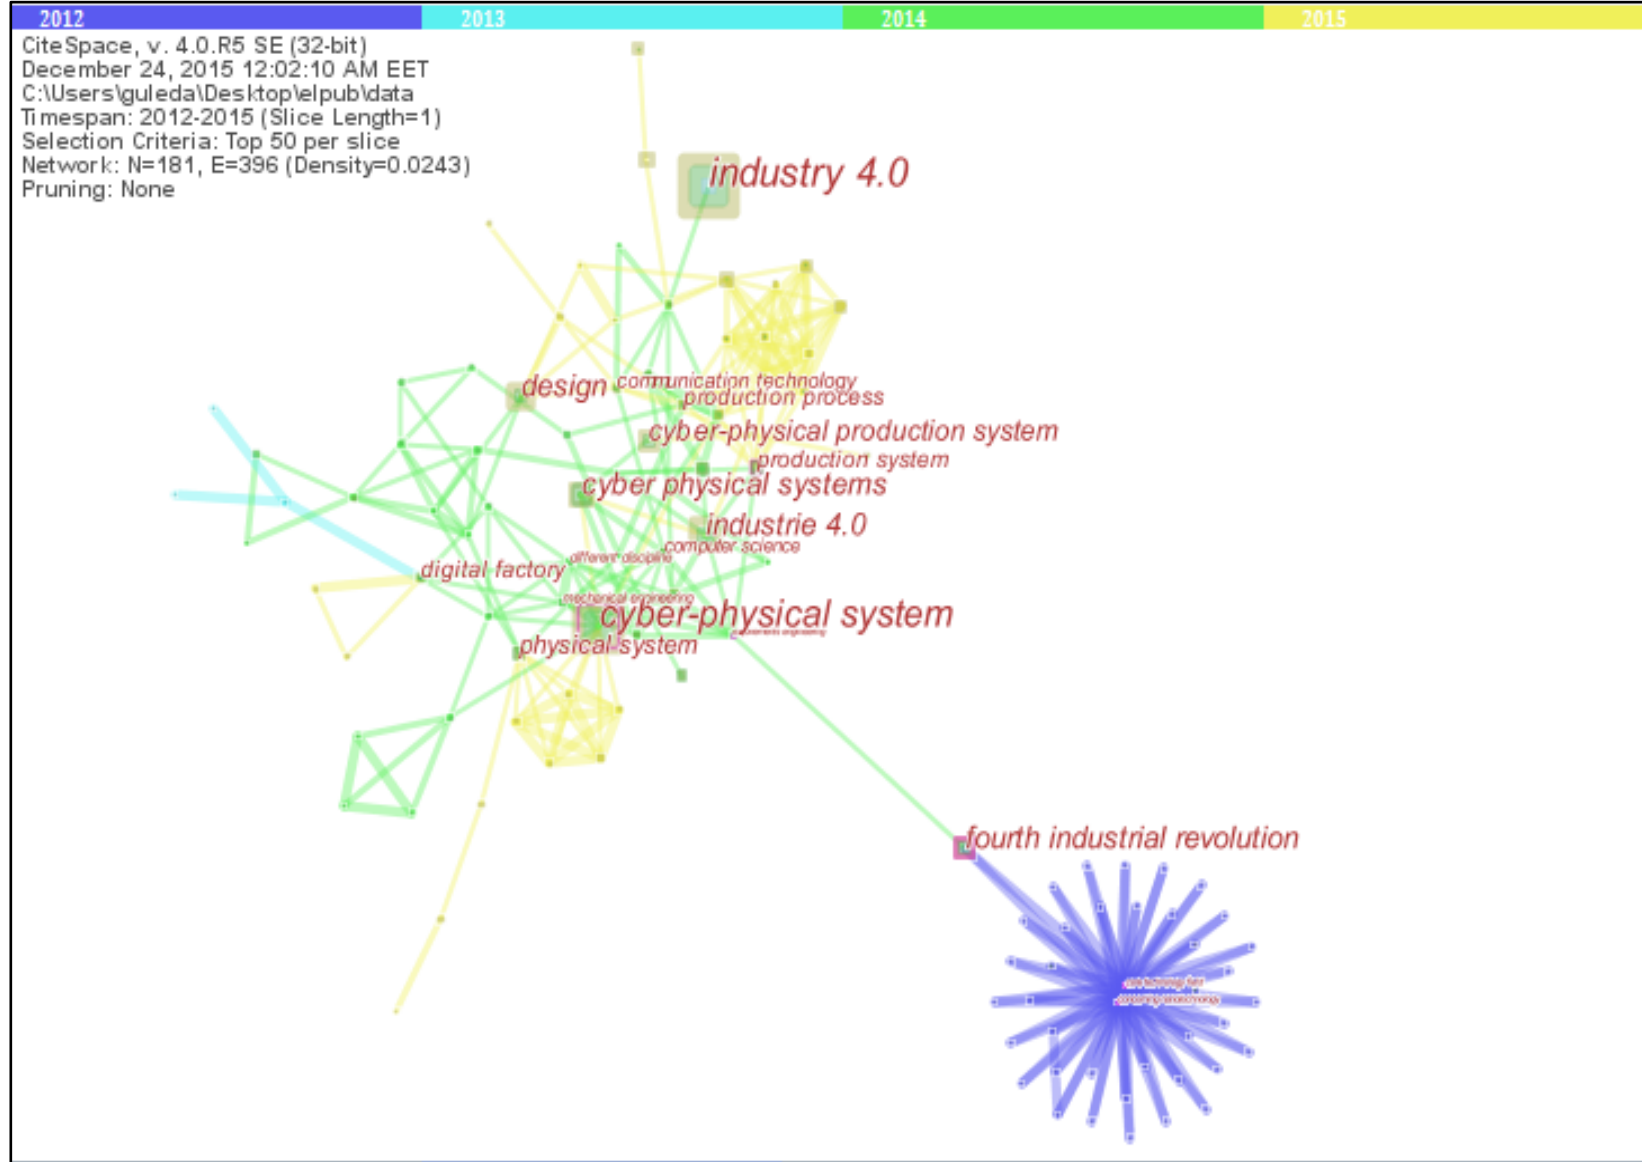 2012 2013 2014 2015
CiteSpace, v. 4.0.R5 SE (32-bit)
December 24, 2015 12:02:10 AM EET
C:\Users\guleda\Desktop\elpub\data
Timespan: 2012-2015 (Slice Length=1)
Selection Criteria: Top 50 per slice
Network: N=181, E=396 (Density=0.0243)
Pruning: None
industry 4.0
design
communication technology
production process
cyber-physical production system
production system
cyber physical systems
industrie 4.0
computer science
different discipline
digital factory
mechanical engineering
cyber-physical system
engineering
physical system
fourth industrial revolution